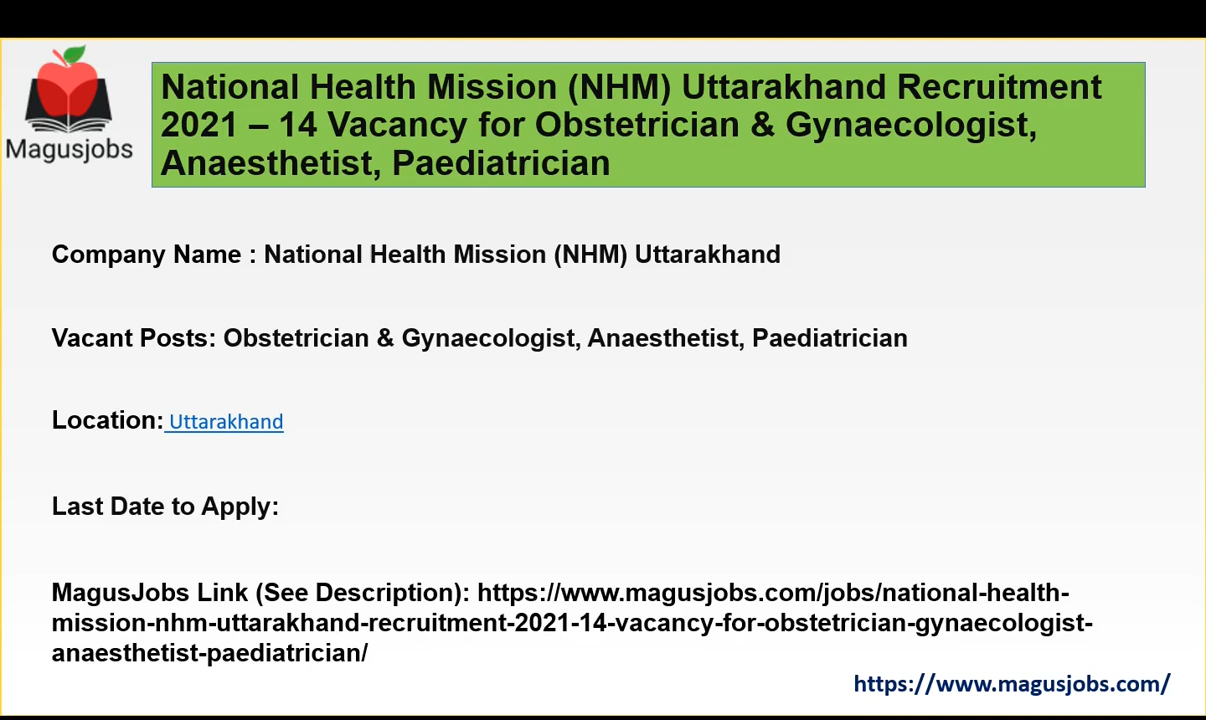 Magusjobs
National Health Mission (NHM) Uttarakhand Recruitment
2021 – 14 Vacancy for Obstetrician & Gynaecologist,
Anaesthetist, Paediatrician
Company Name : National Health Mission (NHM) Uttarakhand
Vacant Posts: Obstetrician & Gynaecologist, Anaesthetist, Paediatrician
Location: Uttarakhand
Last Date to Apply:
MagusJobs Link (See Description): https://www.magusjobs.com/jobs/national-health-
mission-nhm-uttarakhand-recruitment-2021-14-vacancy-for-obstetrician-gynaecologist-
anaesthetist-paediatrician/
https://www.magusjobs.com/